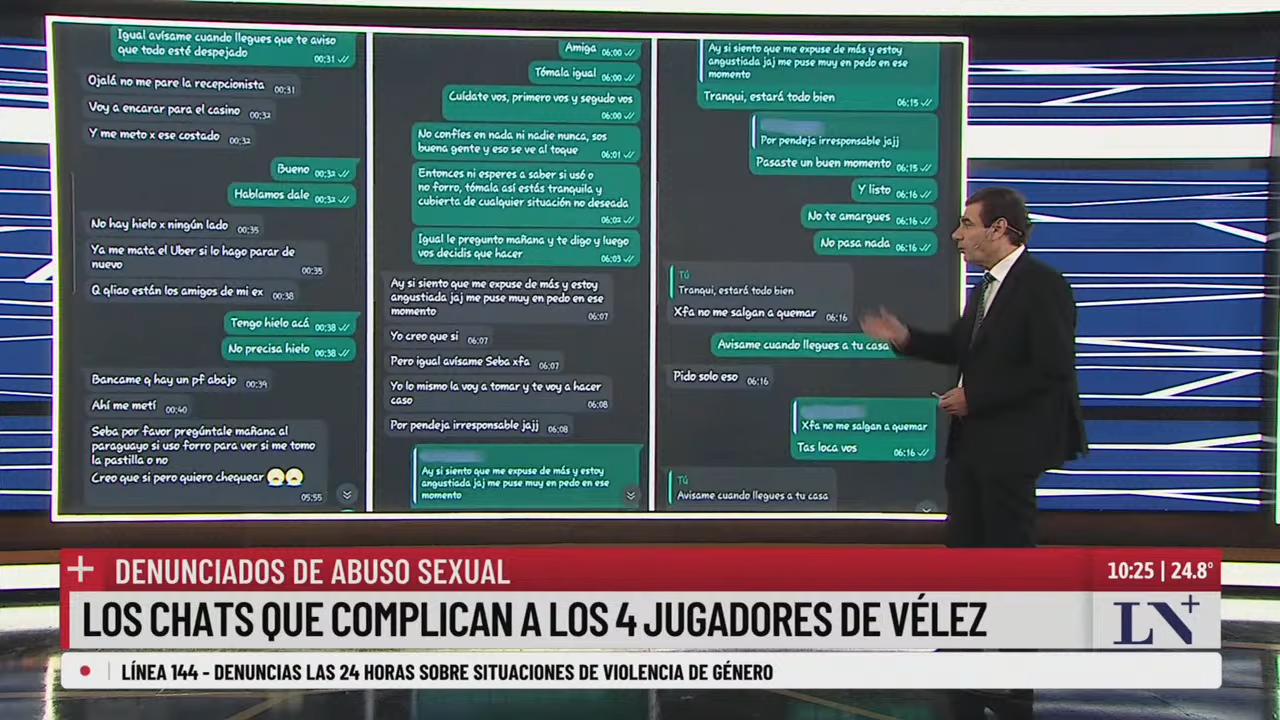 Igual avísame cuando llegues que te aviso
que todo esté despejado
00:31
Ojalá no me pare la recepcionista
00:31
Voy a encarar para el casino
00:32
Y me meto x ese costado
00:32
Bueno
00:32
Hablamos dale
00:32
No hay hielo x ningún lado
00:35
Ya me mata el Uber si lo hago parar de
nuevo
00:35
Q qliao están los amigos de mi ex
00:38
Tengo hielo acá
00:38
No precisa hielo
00:38
Bancame q hay un pf abajo
00:39
Ahí me metí
00:40
Seba por favor pregúntale mañana al
paraguayo si uso forro para ver si me tomo
la pastilla o no
Creo que si pero quiero chequear
05:55
Amiga
06:00
Tómala igual
06:00
Cuídate vos, primero vos y segudo vos
06:00
No confíes en nada ni nadie nunca, sos
buena gente y eso se ve al toque
06:01
Entonces ni esperes a saber si usó o
no forro, tómala así estás tranquila y
cubierta de cualquier situación no deseada
06:02
Igual le pregunto mañana y te digo y luego
vos decidis que hacer
06:03
Ay si siento que me expuse de más y estoy
angustiada jaj me puse muy en pedo en ese
momento
06:07
Yo creo que si
06:07
Pero igual avísame Seba xfa
06:07
Yo lo mismo la voy a tomar y te voy a hacer
caso
06:08
Por pendeja irresponsable jajj
06:08
Ay si siento que me expuse de más y estoy
angustiada jaj me puse muy en pedo en ese
momento
Ay si siento que me expuse de más y estoy
angustiada jaj me puse muy en pedo en ese
momento
Tranqui, estará todo bien
06:15
Por pendeja irresponsable jajj
Pasaste un buen momento
06:15
Y listo
06:16
No te amargues
06:16
No pasa nada
06:16
Tú
Tranqui, estará todo bien
Xfa no me salgan a quemar
06:16
Avisame cuando llegues a tu casa
Pido solo eso
06:16
Xfa no me salgan a quemar
Tas loca vos
06:16
Tú
Avisame cuando llegues a tu casa
+ DENUNCIADOS DE ABUSO SEXUAL
10:25 | 24.8°
LOS CHATS QUE COMPLICAN A LOS 4 JUGADORES DE VÉLEZ
LN+
LÍNEA 144 - DENUNCIAS LAS 24 HORAS SOBRE SITUACIONES DE VIOLENCIA DE GÉNERO